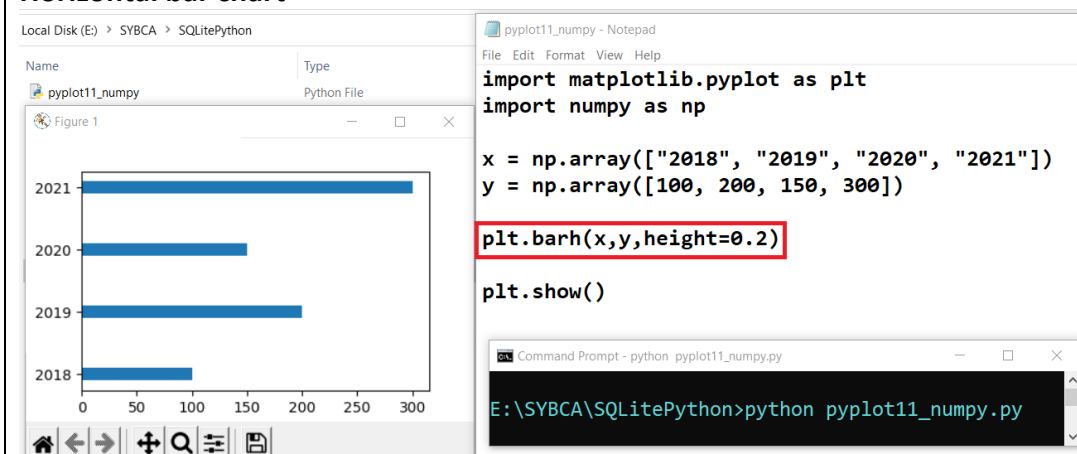 Horizontal bar chart
Local Disk (E:) > SYBCA > SQLitePython
Name Type
pyplot11_numpy Python File
Figure 1
2021
2020
2019
2018
0 50 100 150 200 250 300
pyplot11_numpy - Notepad
File Edit Format View Help
import matplotlib.pyplot as plt
import numpy as np
x = np.array(["2018", "2019", "2020", "2021"])
y = np.array([100, 200, 150, 300])
plt.barh(x,y,height=0.2)
plt.show()
Command Prompt - python pyplot11_numpy.py
E:\SYBCA\SQLitePython>python pyplot11_numpy.py